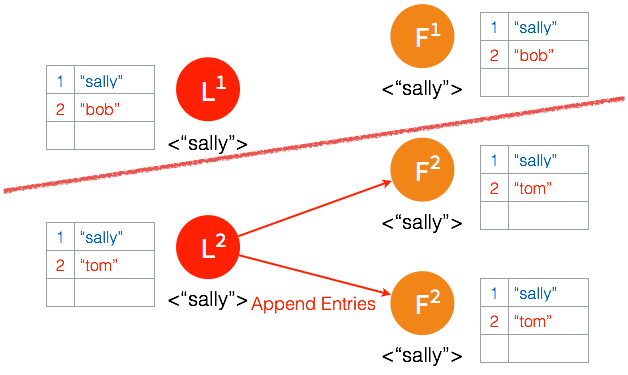 F¹
1 “sally”
2 “bob”
<“sally”>
L¹
1 “sally”
2 “bob”
<“sally”>
F²
1 “sally”
2 “tom”
<“sally”>
L²
1 “sally”
2 “tom”
<“sally”>
Append Entries
F²
1 “sally”
2 “tom”
<“sally”>